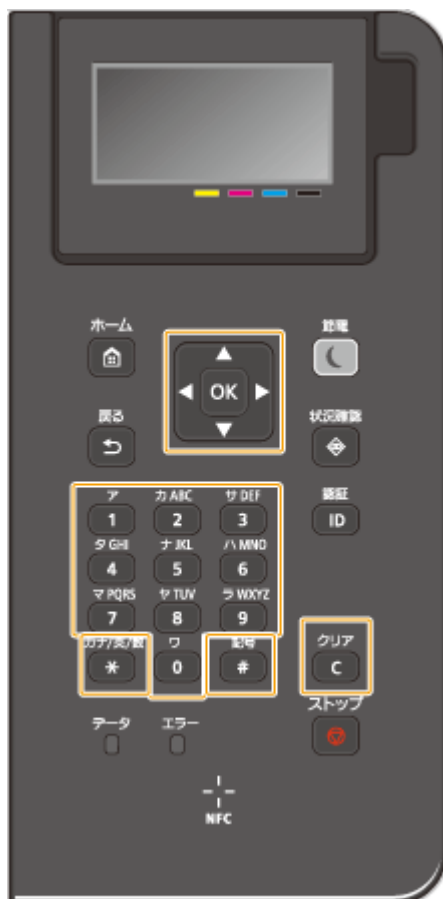 ホーム
節電
OK
戻る
状況確認
ア カ ABC サ DEF
1 2 3
認証
ID
タ GHI ナ JKL ハ MNO
4 5 6
マ PQRS ヤ TUV ラ WXYZ
7 8 9
カナ/英/数 ワ 記号
* 0 #
クリア
C
データ エラー
ストップ
NFC